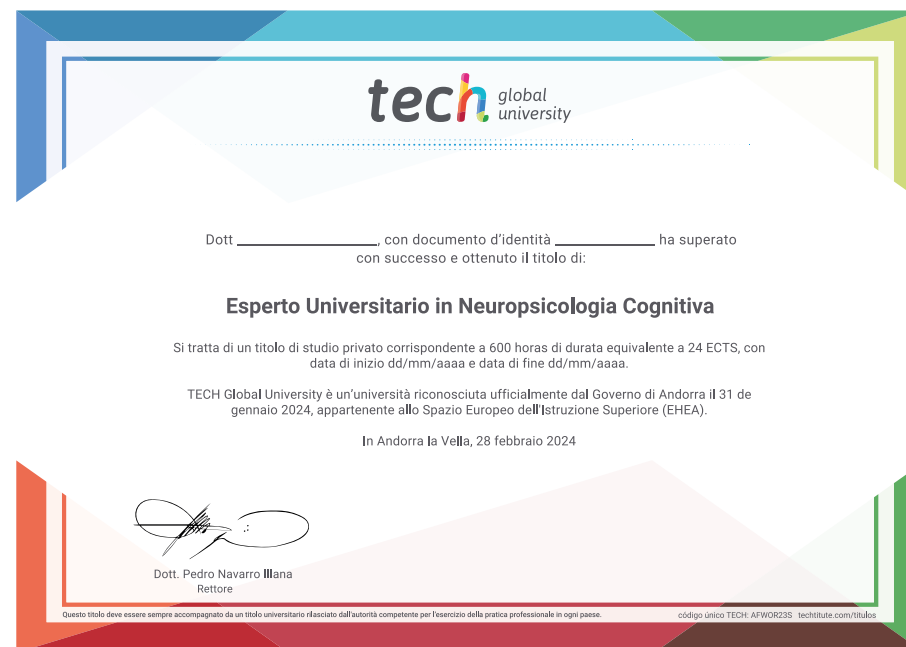 tech global university
Dott ____________, con documento d'identità ____________ ha superato
con successo e ottenuto il titolo di:
Esperto Universitario in Neuropsicologia Cognitiva
Si tratta di un titolo di studio privato corrispondente a 600 horas di durata equivalente a 24 ECTS, con
data di inizio dd/mm/aaaa e data di fine dd/mm/aaaa.
TECH Global University è un'università riconosciuta ufficialmente dal Governo di Andorra il 31 de
gennaio 2024, appartenente allo Spazio Europeo dell'Istruzione Superiore (EHEA).
In Andorra la Vella, 28 febbraio 2024
Dott. Pedro Navarro Illana
Rettore
Questo titolo deve essere sempre accompagnato da un titolo universitario rilasciato dall'autorità competente per l'esercizio della pratica professionale in ogni paese.
código único TECH: AFWOR23S techtitute.com/titulos